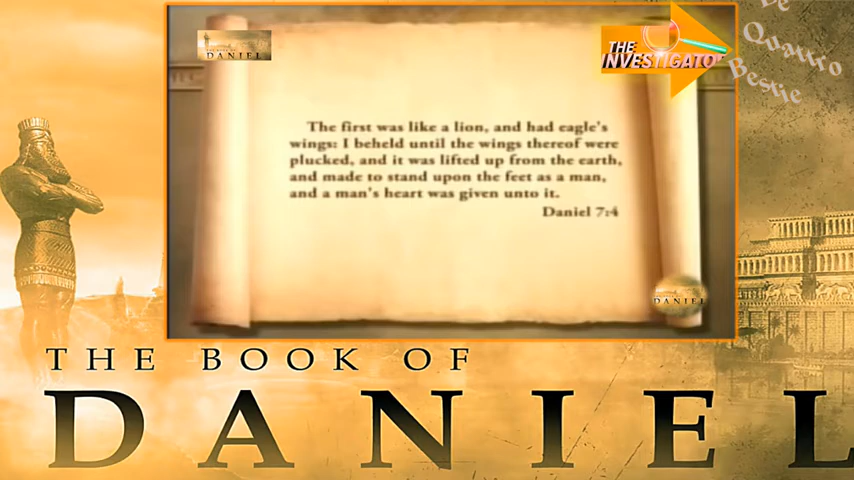 DANIEL
THE
INVESTIGATO
De
Quattro
Bestie
The first was like a lion, and had eagle's
wings: I beheld until the wings thereof were
plucked, and it was lifted up from the earth,
and made to stand upon the feet as a man,
and a man's heart was given unto it.
Daniel 7:4
DANIEL
THE BOOK OF
DANIEL